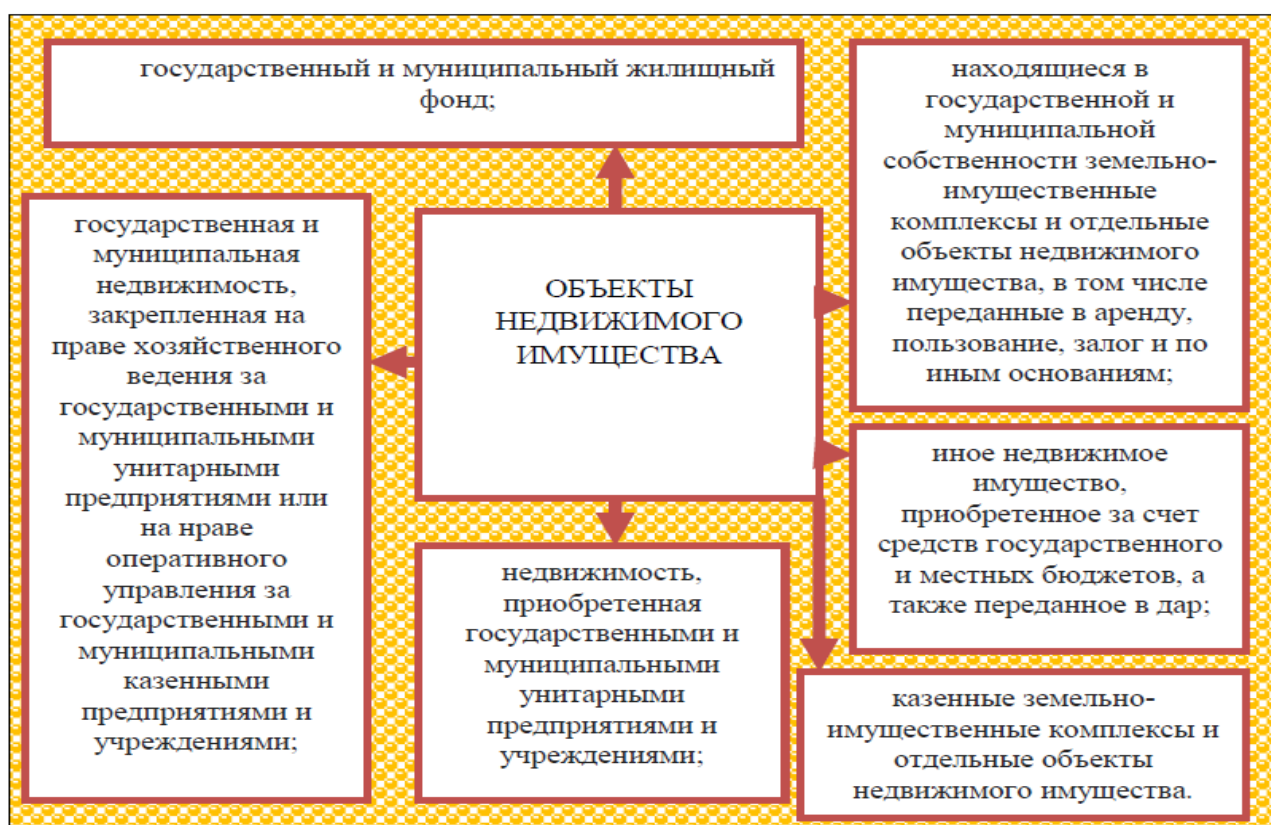 государственный и муниципальный жилищный
фонд;
находящиеся в
государственной и
муниципальной
собственности земельно-
имущественные
комплексы и отдельные
объекты недвижимого
имущества, в том числе
переданные в аренду,
пользование, залог и по
иным основаниям;
государственная и
муниципальная
недвижимость,
закрепленная на
праве хозяйственного
ведения за
государственными и
муниципальными
унитарными
предприятиями или
на нраве
оперативного
управления за
государственными и
муниципальными
казенными
предприятиями и
учреждениями;
ОБЪЕКТЫ
НЕДВИЖИМОГО
ИМУЩЕСТВА
иное недвижимое
имущество,
приобретенное за счет
средств государственного
и местных бюджетов, а
также переданное в дар;
недвижимость,
приобретенная
государственными и
муниципальными
унитарными
предприятиями и
учреждениями;
казенные земельно-
имущественные комплексы и
отдельные объекты
недвижимого имущества.